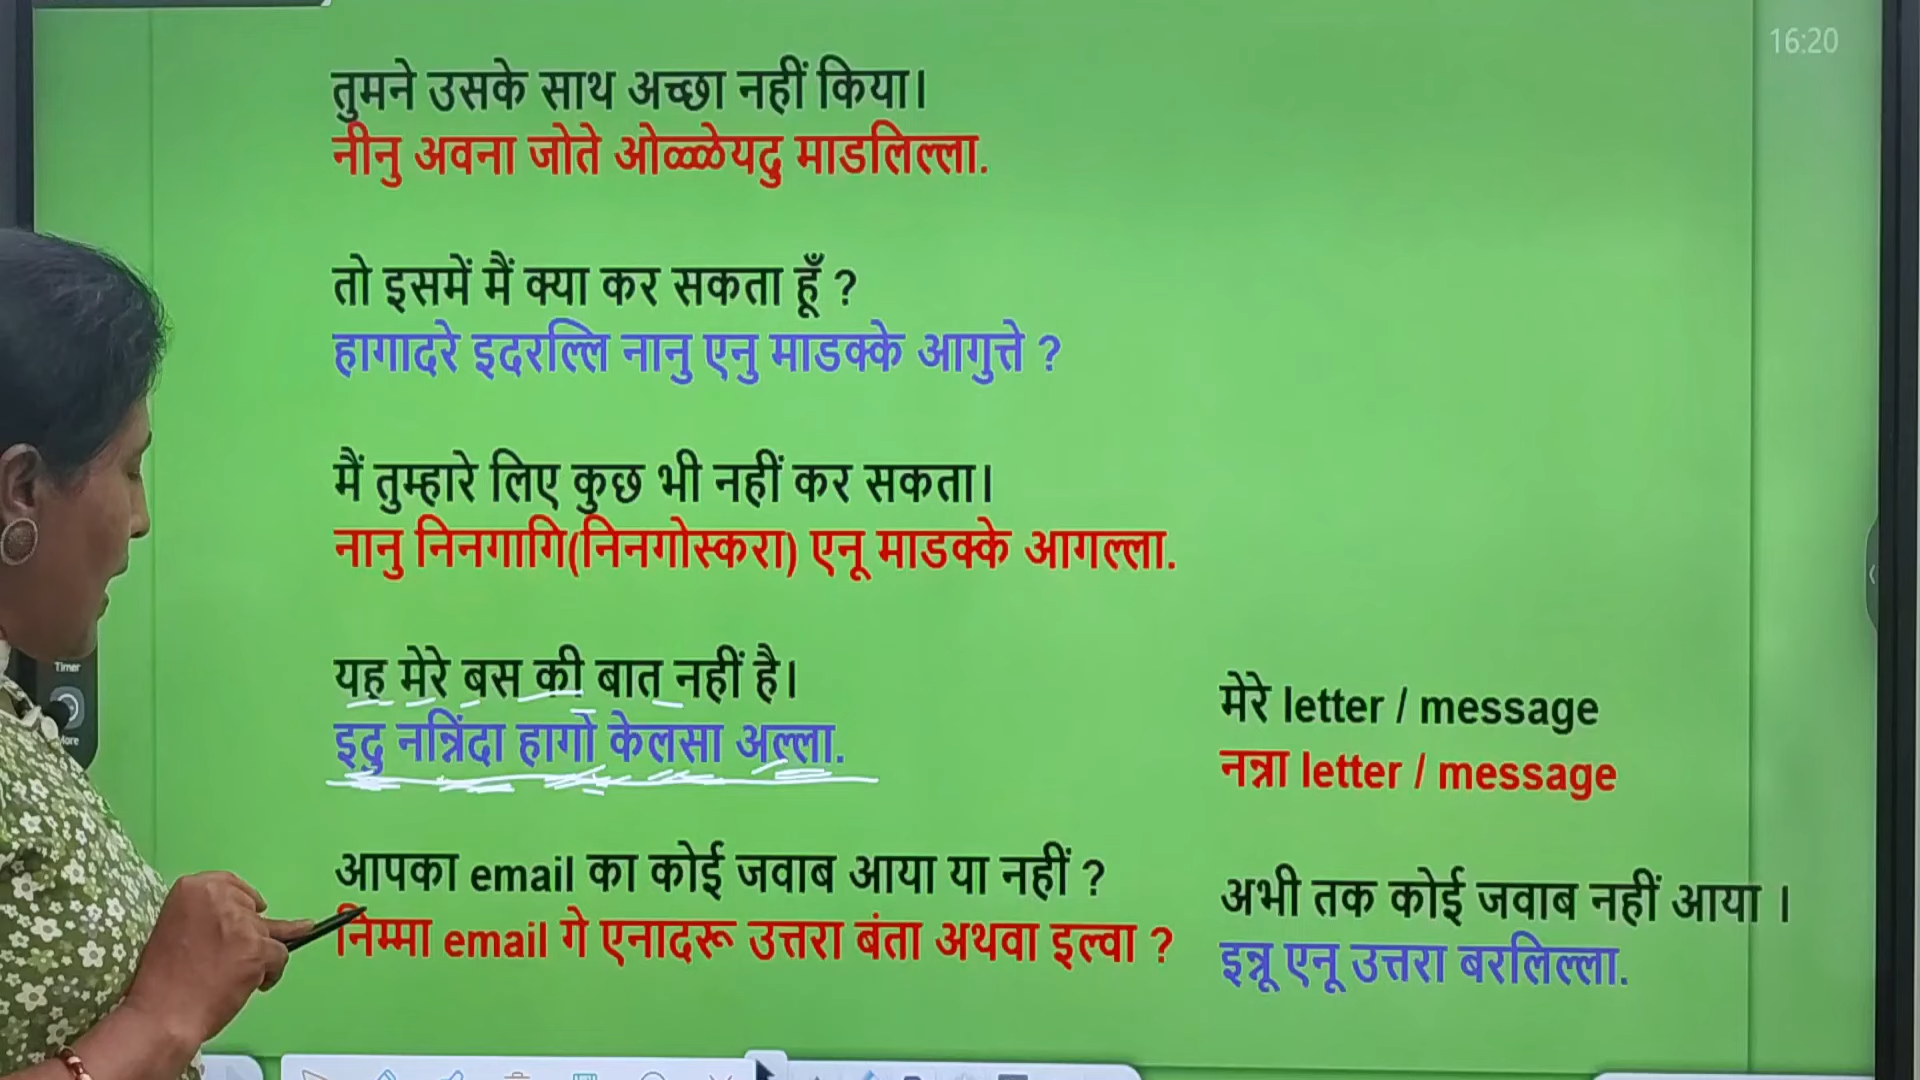 16:20
तुमने उसके साथ अच्छा नहीं किया।
नीनु अवना जोते ओळ्ळेयदु माडलिल्ला.
तो इसमें मैं क्या कर सकता हूँ ?
हागादरे इदरल्लि नानु एनु माडक्के आगुत्ते ?
मैं तुम्हारे लिए कुछ भी नहीं कर सकता।
नानु निनगागि(निनगोस्करा) एनू माडक्के आगल्ला.
यह मेरे बस की बात नहीं है।
इदु नन्निंदा हागो केलसा अल्ला.
मेरे letter / message
नन्ना letter / message
आपका email का कोई जवाब आया या नहीं ?
निम्मा email गे एनादरू उत्तरा बंता अथवा इल्वा ?
अभी तक कोई जवाब नहीं आया ।
इन्नू एनू उत्तरा बरलिल्ला.
Timer
More